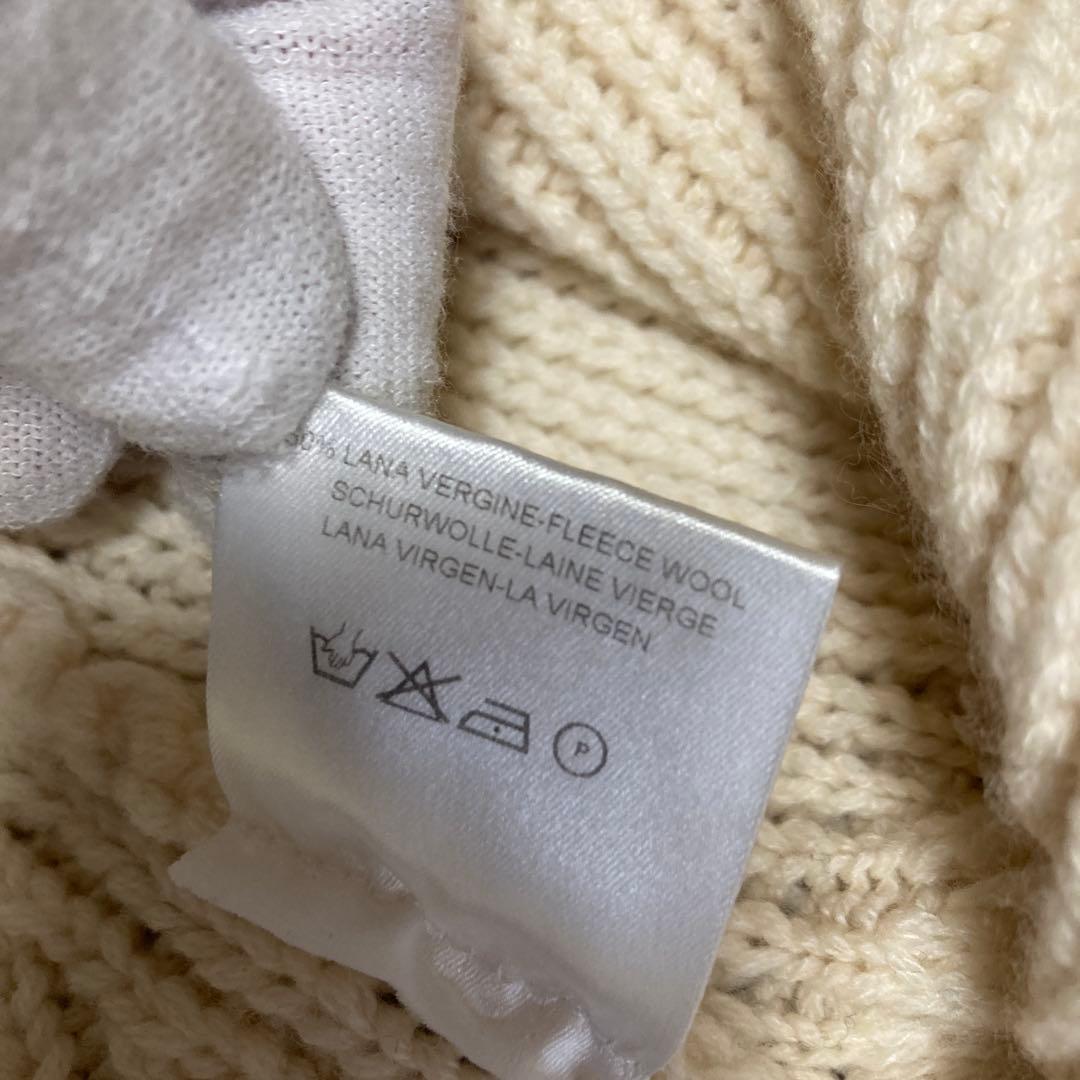 LANA VERGINE-FLEECE WOOL
SCHURWOLLE-LAINE VIERGE
LANA VIRGEN-LA VIRGEN
P